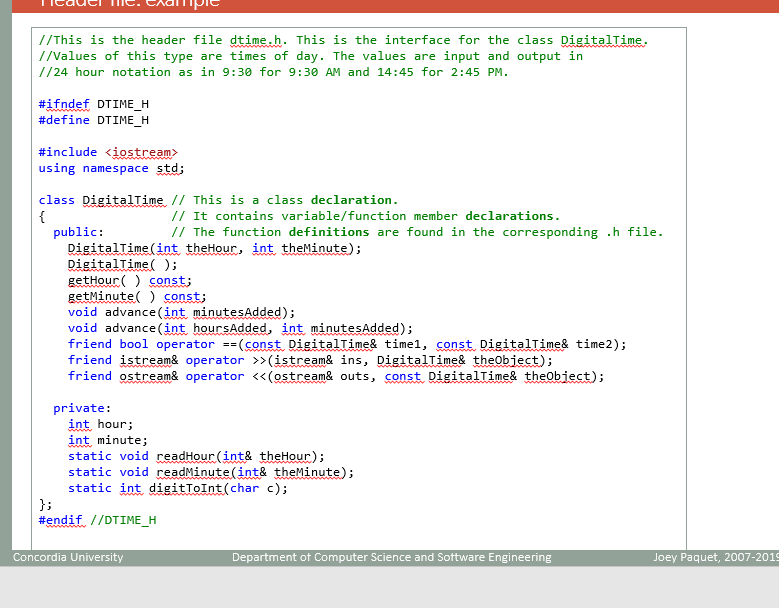 Header file: example
//This is the header file dtime.h. This is the interface for the class DigitalTime.
//Values of this type are times of day. The values are input and output in
//24 hour notation as in 9:30 for 9:30 AM and 14:45 for 2:45 PM.
#ifndef DTIME_H
#define DTIME_H
#include <iostream>
using namespace std;
class DigitalTime // This is a class declaration.
{                 // It contains variable/function member declarations.
  public:         // The function definitions are found in the corresponding .h file.
    DigitalTime(int theHour, int theMinute);
    DigitalTime( );
    getHour( ) const;
    getMinute( ) const;
    void advance(int minutesAdded);
    void advance(int hoursAdded, int minutesAdded);
    friend bool operator ==(const DigitalTime& time1, const DigitalTime& time2);
    friend istream& operator >>(istream& ins, DigitalTime& theObject);
    friend ostream& operator <<(ostream& outs, const DigitalTime& theObject);
  private:
    int hour;
    int minute;
    static void readHour(int& theHour);
    static void readMinute(int& theMinute);
    static int digitToInt(char c);
};
#endif //DTIME_H
Concordia University Department of Computer Science and Software Engineering Joey Paquet, 2007-2019